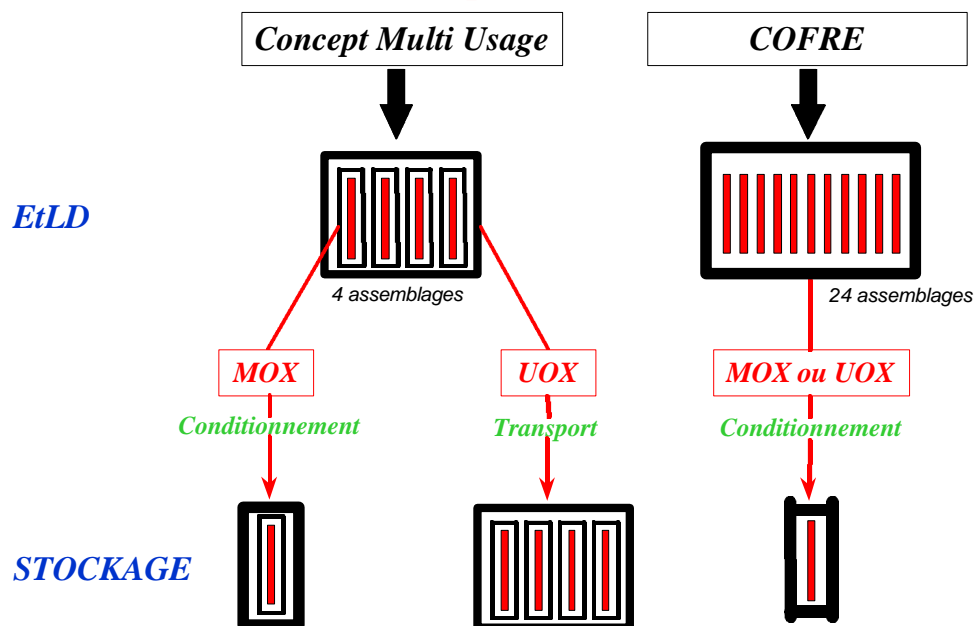 Concept Multi Usage
COFRE
EtLD
4 assemblages
24 assemblages
MOX
UOX
MOX ou UOX
Conditionnement
Transport
Conditionnement
STOCKAGE